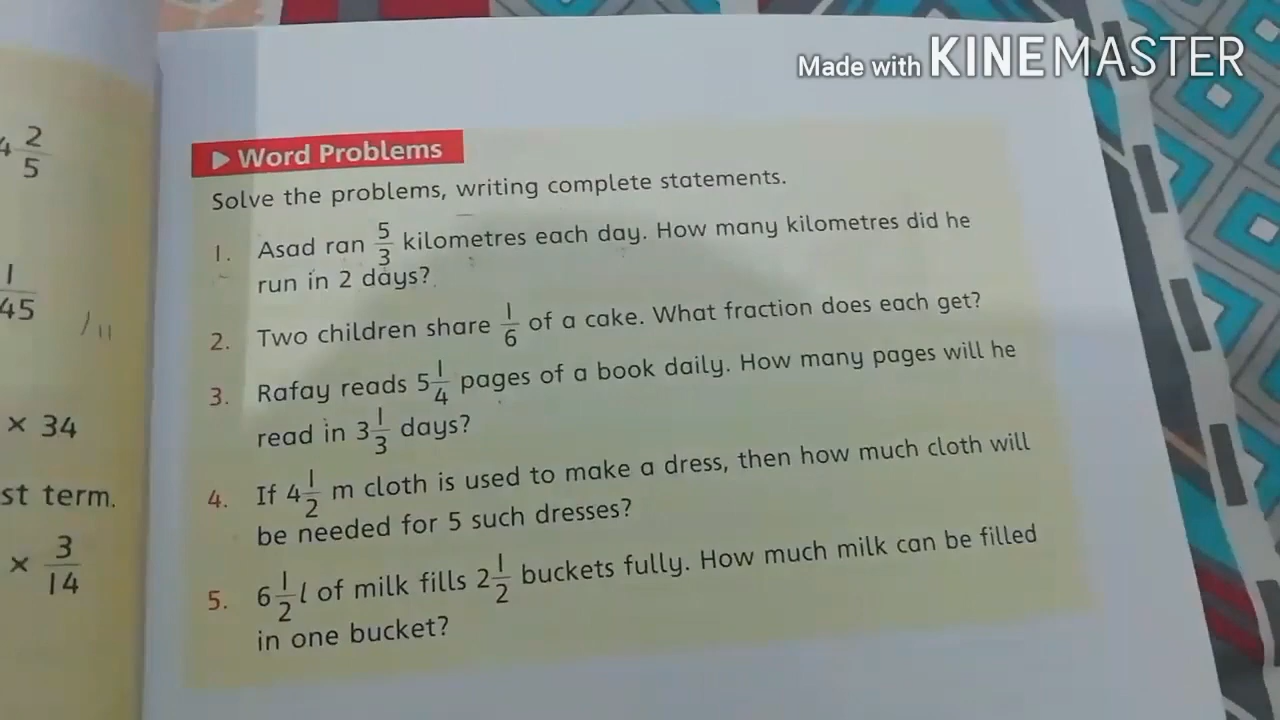 Made with KINEMASTER
4 2/5
1/45
× 34
st term.
× 3/14
▶ Word Problems
Solve the problems, writing complete statements.
1. Asad ran 5/3 kilometres each day. How many kilometres did he
run in 2 days?
2. Two children share 1/6 of a cake. What fraction does each get?
3. Rafay reads 5 1/4 pages of a book daily. How many pages will he
read in 3 1/3 days?
4. If 4 1/2 m cloth is used to make a dress, then how much cloth will
be needed for 5 such dresses?
5. 6 1/2 l of milk fills 2 1/2 buckets fully. How much milk can be filled
in one bucket?